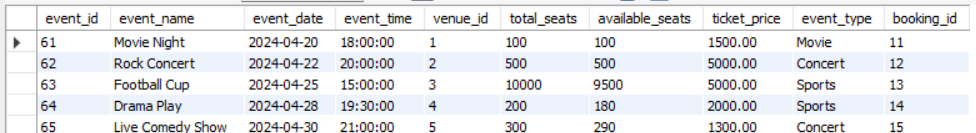 event_id event_name event_date event_time venue_id total_seats available_seats ticket_price event_type booking_id
61 Movie Night 2024-04-20 18:00:00 1 100 100 1500.00 Movie 11
62 Rock Concert 2024-04-22 20:00:00 2 500 500 5000.00 Concert 12
63 Football Cup 2024-04-25 15:00:00 3 10000 9500 5000.00 Sports 13
64 Drama Play 2024-04-28 19:30:00 4 200 180 2000.00 Sports 14
65 Live Comedy Show 2024-04-30 21:00:00 5 300 290 1300.00 Concert 15